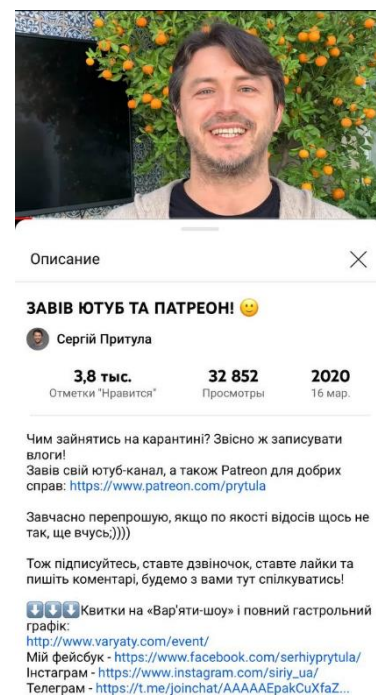 Описание
ЗАВІВ ЮТУБ ТА ПАТРЕОН! 🙂
Сергій Притула
3,8 тыс. 32 852 2020
Отметки "Нравится" Просмотры 16 мар.
Чим зайнятись на карантині? Звісно ж записувати
влоги!
Завів свій ютуб-канал, а також Patreon для добрих
справ: https://www.patreon.com/prytula
Завчасно перепрошую, якщо по якості відосів щось не
так, ще вчусь;))))
Тож підписуйтесь, ставте дзвіночок, ставте лайки та
пишіть коментарі, будемо з вами тут спілкуватись!
⬇️⬇️⬇️Квитки на «Вар'яти-шоу» і повний гастрольний
графік:
http://www.varyaty.com/event/
Мій фейсбук - https://www.facebook.com/serhiyprytula/
Інстаграм - https://www.instagram.com/siriy_ua/
Телеграм - https://t.me/joinchat/AAAAAEpakCuXfaZ...